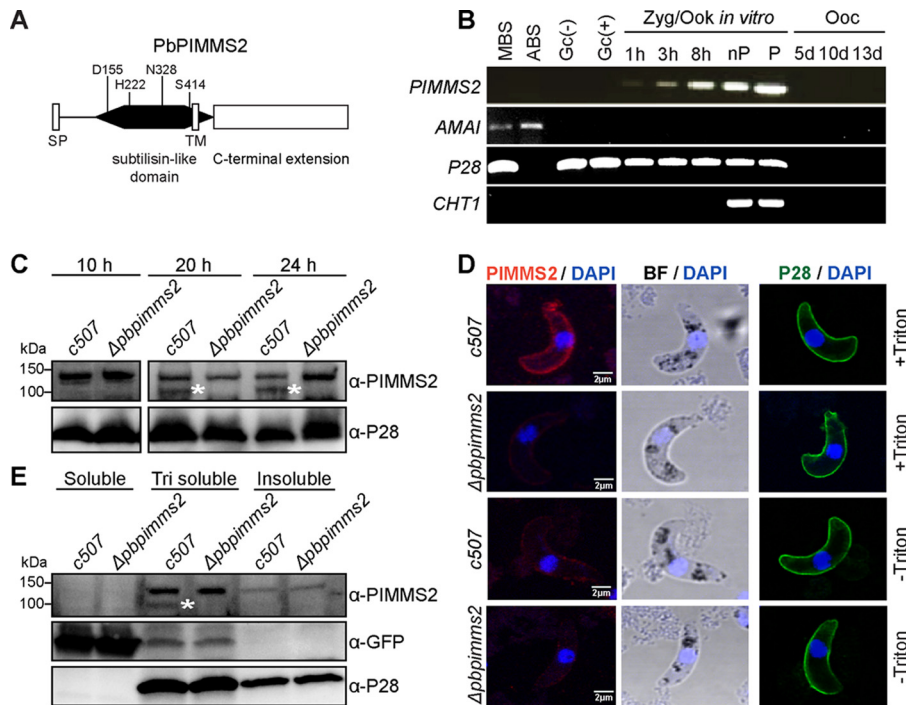 A
PbPIMMS2
D155 N328
H222 S414
SP TM
subtilisin-like domain
C-terminal extension
B
MBS ABS Gc(-) Gc(+) Zyg/Ook in vitro Ooc
1h 3h 8h nP P 5d 10d 13d
PIMMS2
AMAI
P28
CHT1
C
10 h 20 h 24 h
c507 Δpbpimms2 c507 Δpbpimms2 c507 Δpbpimms2
kDa
150
100
* *
α-PIMMS2
α-P28
D
PIMMS2 / DAPI BF / DAPI P28 / DAPI
c507 2µm +Triton
Δpbpimms2 2µm +Triton
c507 2µm -Triton
Δpbpimms2 2µm -Triton
E
Soluble Tri soluble Insoluble
c507 Δpbpimms2 c507 Δpbpimms2 c507 Δpbpimms2
kDa
150
100
*
α-PIMMS2
α-GFP
α-P28